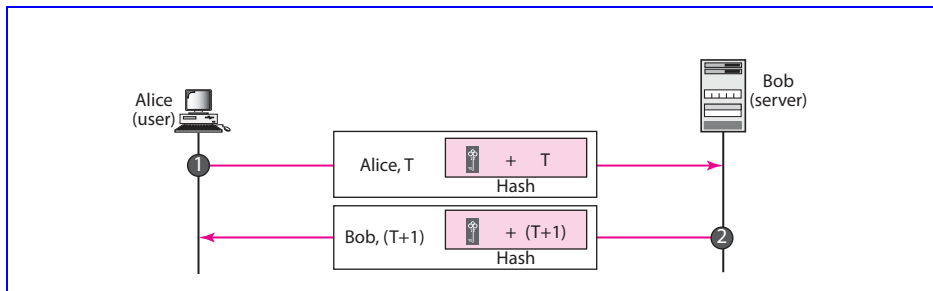 Alice
(user)
Bob
(server)
1
Alice, T
+ T
Hash
Bob, (T+1)
+ (T+1)
Hash
2